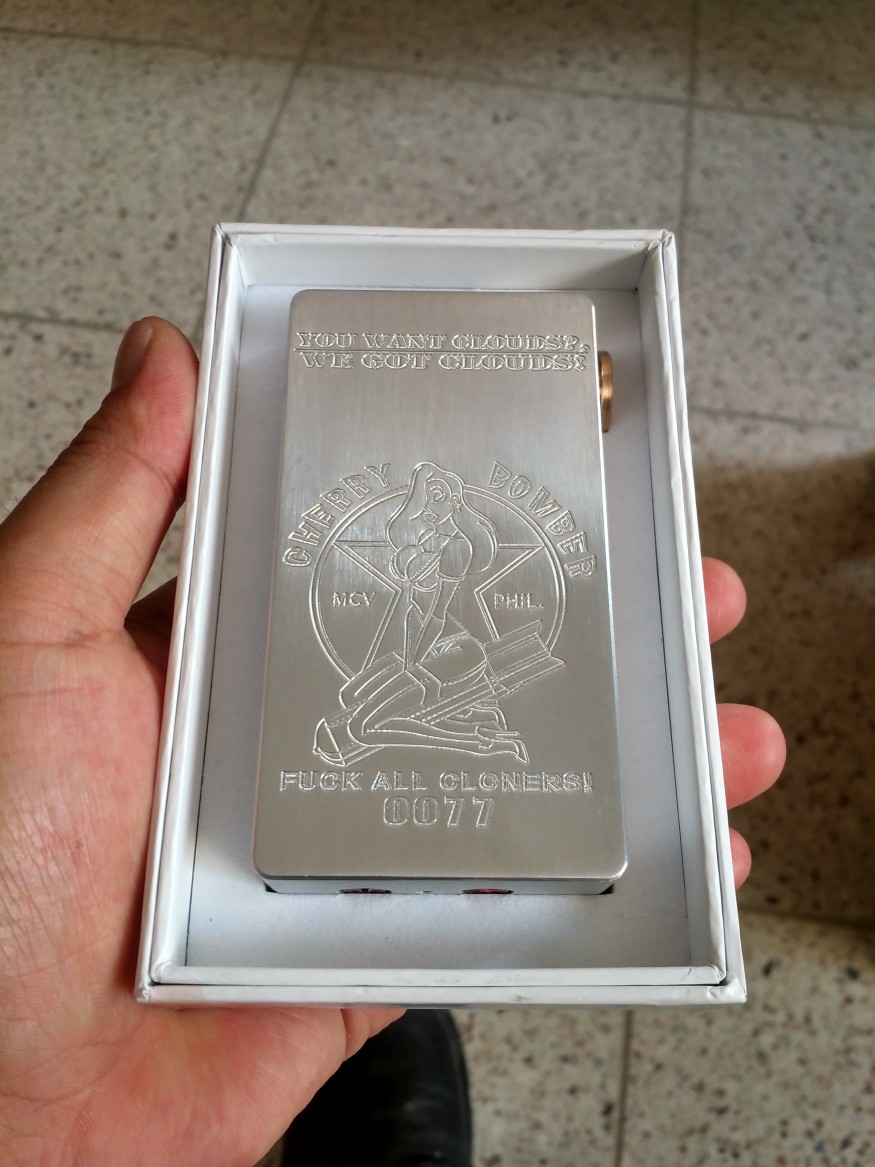 YOU WANT CLOUDS?,
WE GOT CLOUDS!
CHERRY BOMBER
MCV PHIL.
FUCK ALL CLONERS!
0077